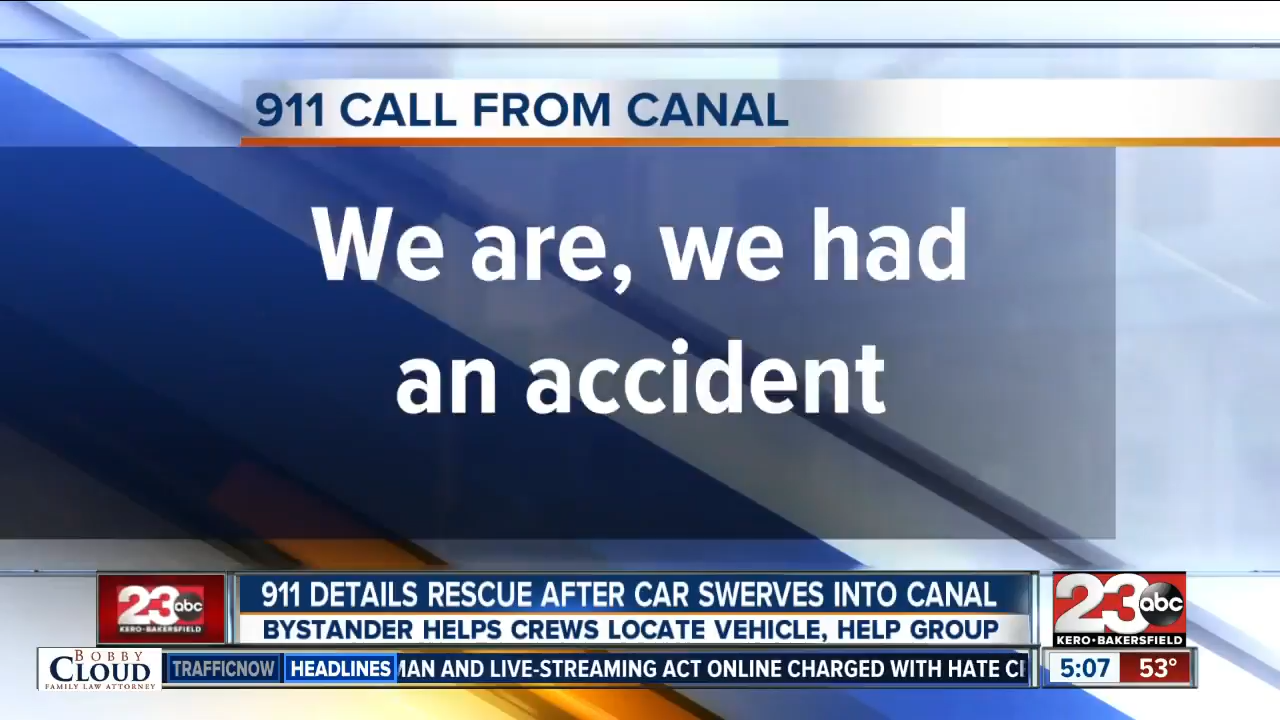 911 CALL FROM CANAL
We are, we had
an accident
23 abc
KERO·BAKERSFIELD
911 DETAILS RESCUE AFTER CAR SWERVES INTO CANAL
BYSTANDER HELPS CREWS LOCATE VEHICLE, HELP GROUP
23 abc
KERO·BAKERSFIELD
BOBBY
CLOUD
FAMILY LAW ATTORNEY
TRAFFICNOW
HEADLINES
MAN AND LIVE-STREAMING ACT ONLINE CHARGED WITH HATE
5:07
53°